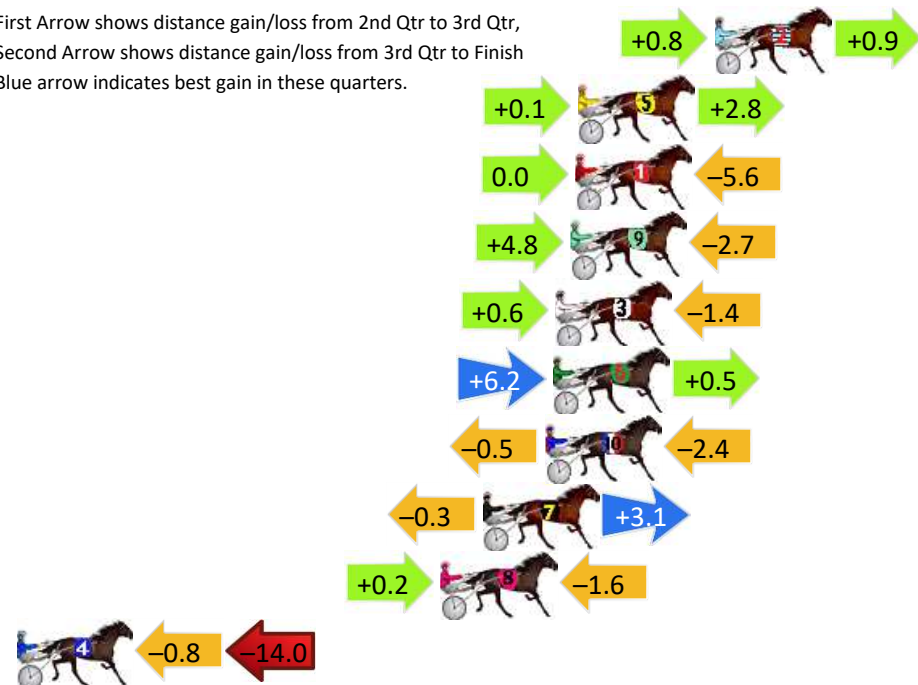 First Arrow shows distance gain/loss from 2nd Qtr to 3rd Qtr,
Second Arrow shows distance gain/loss from 3rd Qtr to Finish
Blue arrow indicates best gain in these quarters.
+0.8 2 +0.9
+0.1 5 +2.8
0.0 1 –5.6
+4.8 9 –2.7
+0.6 3 –1.4
+6.2 6 +0.5
–0.5 10 –2.4
–0.3 7 +3.1
+0.2 8 –1.6
4 –0.8 –14.0